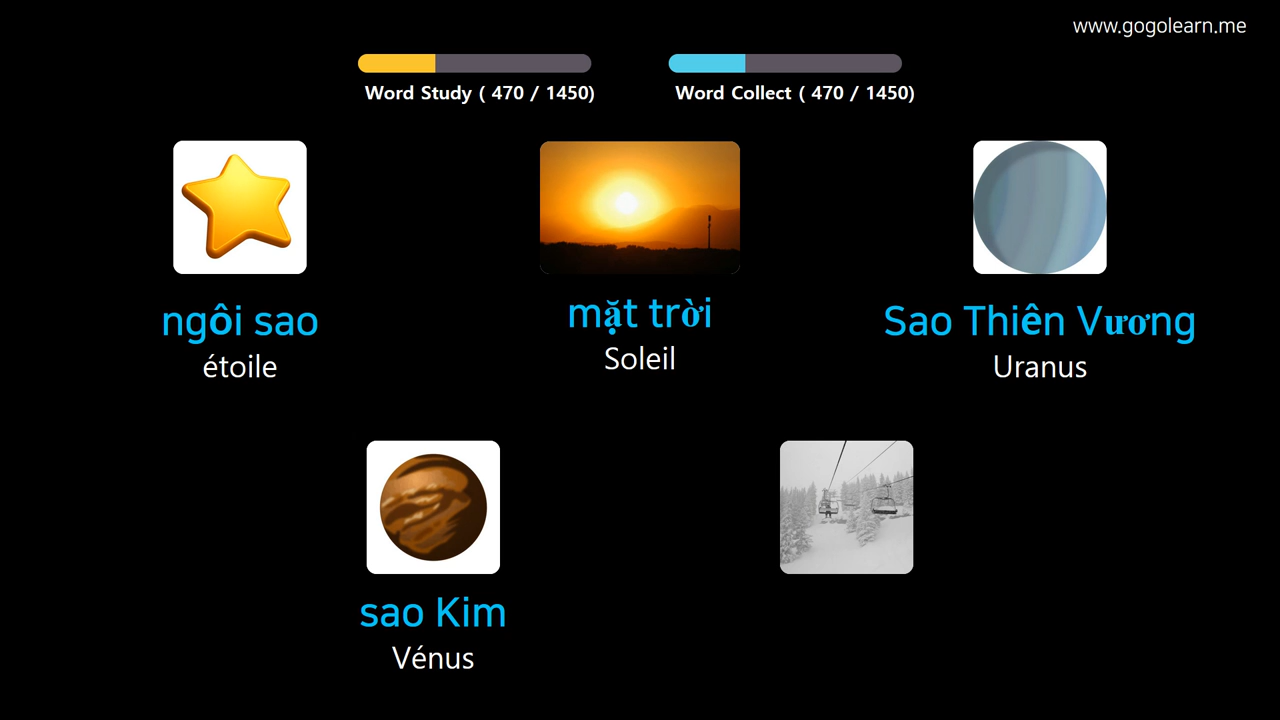 www.gogolearn.me
Word Study ( 470 / 1450)
Word Collect ( 470 / 1450)
ngôi sao
étoile
mặt trời
Soleil
Sao Thiên Vương
Uranus
sao Kim
Vénus